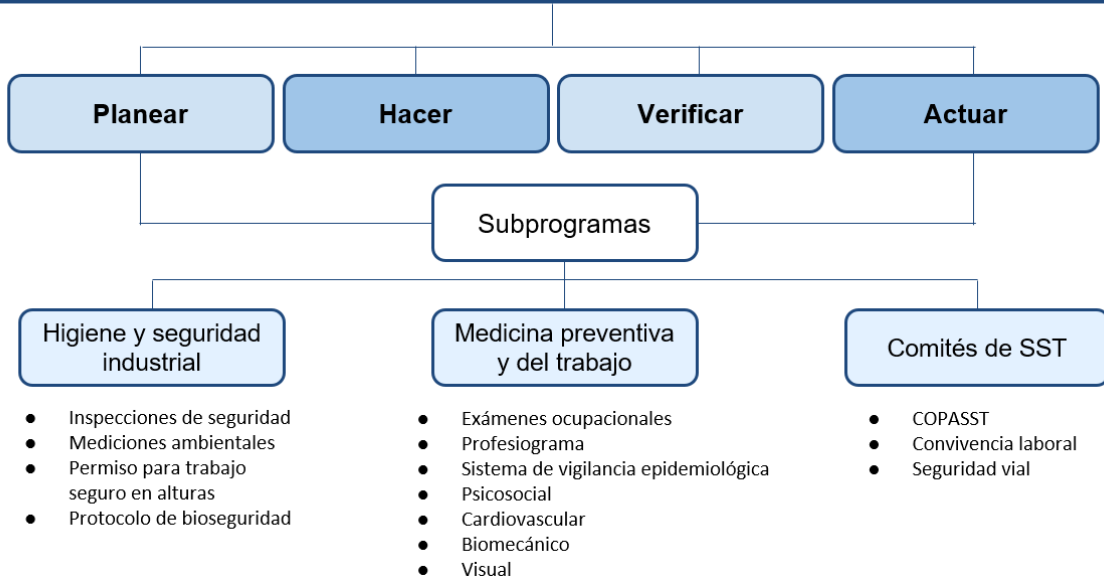 Planear
Hacer
Verificar
Actuar
Subprogramas
Higiene y seguridad
industrial
Medicina preventiva
y del trabajo
Comités de SST
● Inspecciones de seguridad
● Mediciones ambientales
● Permiso para trabajo
seguro en alturas
● Protocolo de bioseguridad
● Exámenes ocupacionales
● Profesiograma
● Sistema de vigilancia epidemiológica
● Psicosocial
● Cardiovascular
● Biomecánico
● Visual
● COPASST
● Convivencia laboral
● Seguridad vial